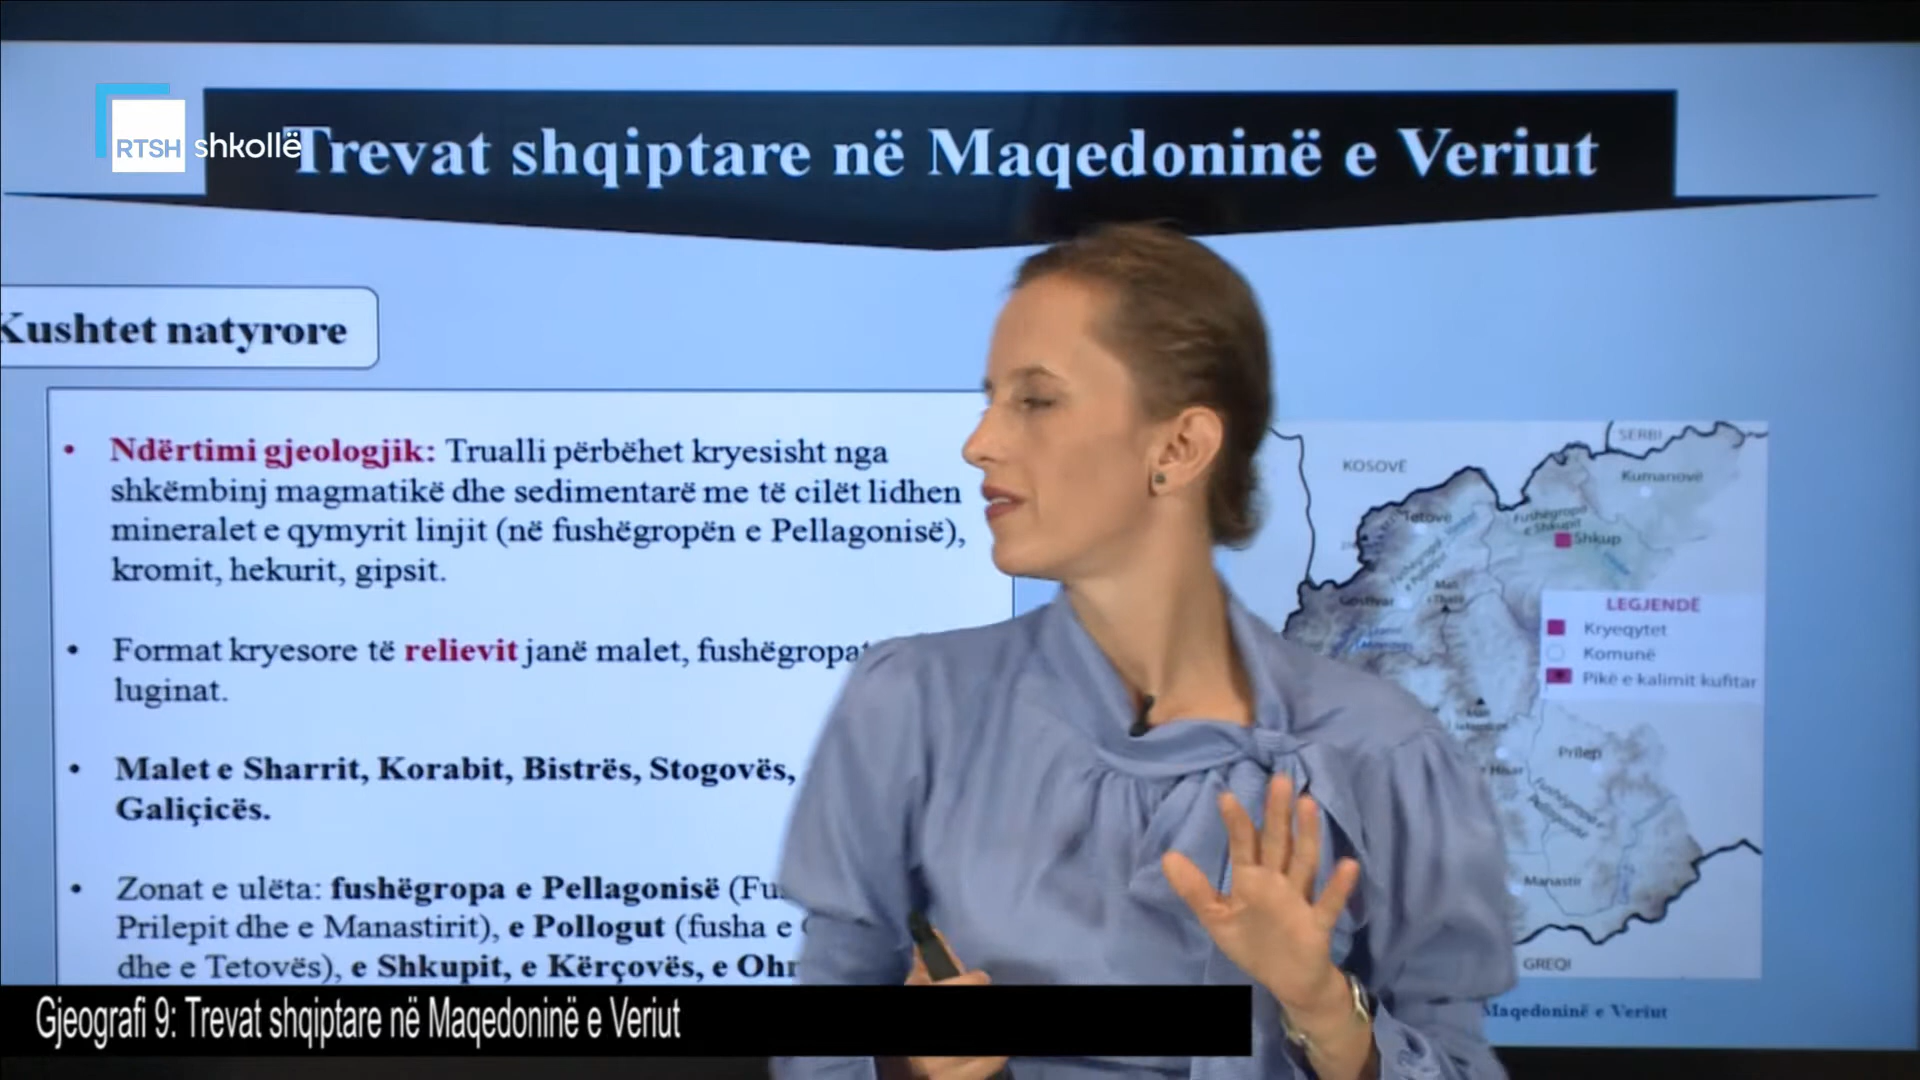 RTSH shkollë
Trevat shqiptare në Maqedoninë e Veriut
Kushtet natyrore
• Ndërtimi gjeologjik: Trualli përbëhet kryesisht nga
shkëmbinj magmatikë dhe sedimentarë me të cilët lidhen
mineralet e qymyrit linjit (në fushëgropën e Pellagonisë),
kromit, hekurit, gipsit.
• Format kryesore të relievit janë malet, fushëgropat
luginat.
• Malet e Sharrit, Korabit, Bistrës, Stogovës,
Galiçicës.
• Zonat e ulëta: fushëgropa e Pellagonisë
Prilepit dhe e Manastirit), e Pollogut (fusha e
dhe e Tetovës), e Shkupit, e Kërçovës, e
SERBI
KOSOVË
Kumanovë
Tetovë
Fushëgropa
e Shkupit
Shkup
Gostivar
LEGJENDË
Kryeqytet
Komunë
Pikë e kalimit kufitar
Prilep
Manastir
GREQI
Maqedoninë e Veriut
Gjeografi 9: Trevat shqiptare në Maqedoninë e Veriut